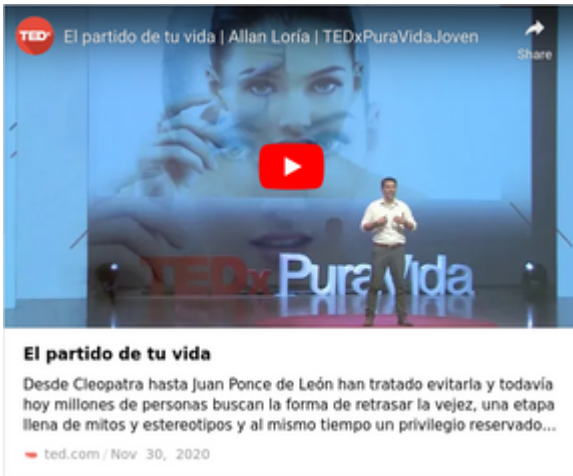 TED El partido de tu vida | Allan Loría | TEDxPuraVidaJoven
Share
TEDx PuraVida
El partido de tu vida
Desde Cleopatra hasta Juan Ponce de León han tratado evitarla y todavía
hoy millones de personas buscan la forma de retrasar la vejez, una etapa
llena de mitos y estereotipos y al mismo tiempo un privilegio reservado...
ted.com / Nov 30, 2020